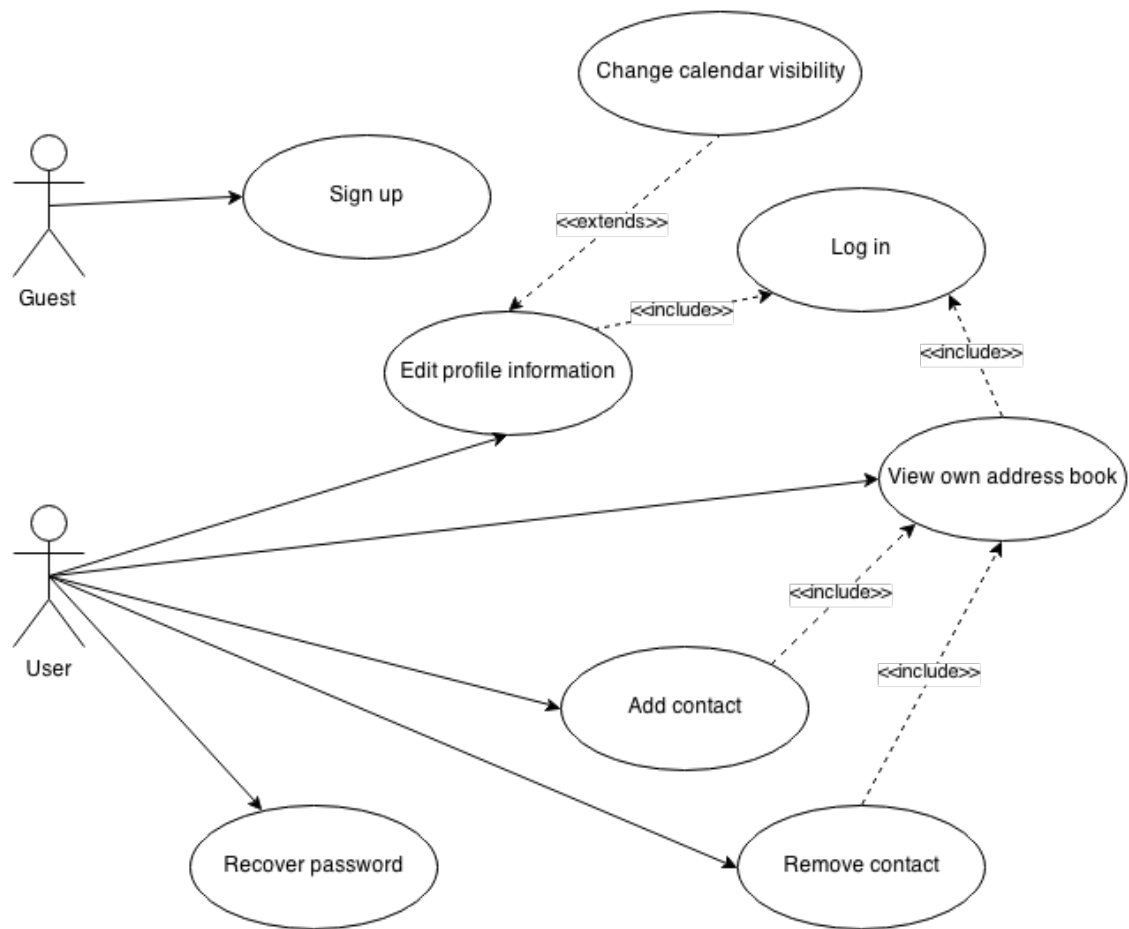 Change calendar visibility
Sign up
<<extends>>
Log in
Guest
<<include>>
<<include>>
Edit profile information
View own address book
<<include>>
User
<<include>>
Add contact
Recover password
Remove contact